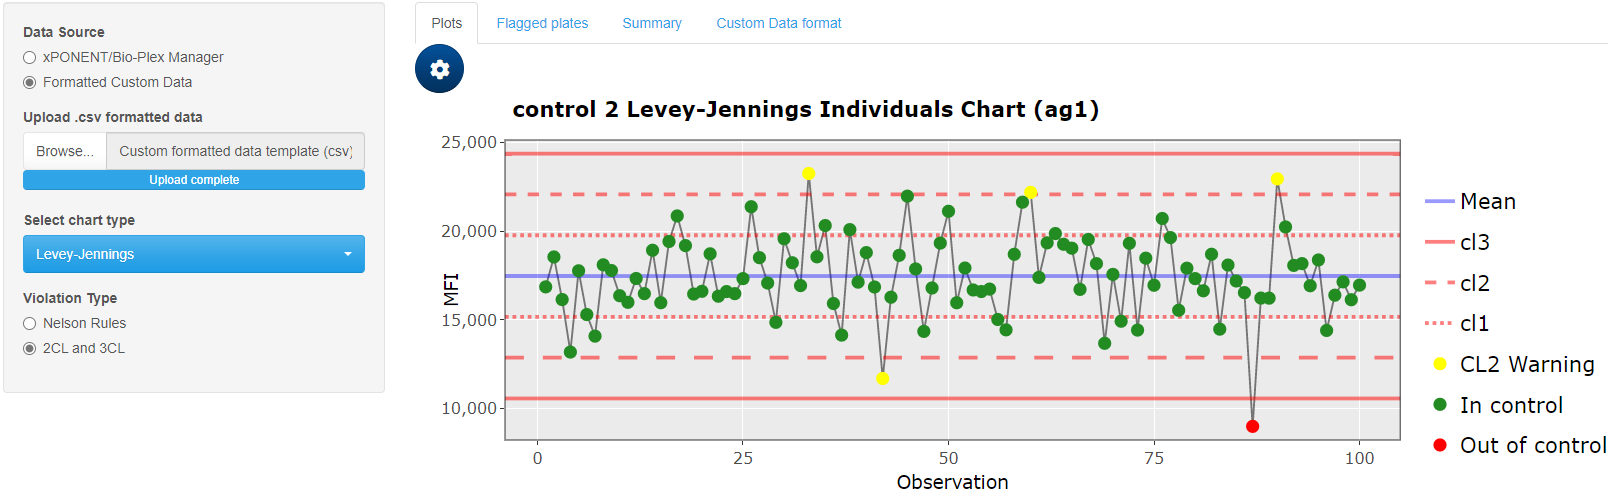 Data Source
xPONENT/Bio-Plex Manager
Formatted Custom Data
Upload .csv formatted data
Browse... Custom formatted data template (csv)
Upload complete
Select chart type
Levey-Jennings
Violation Type
Nelson Rules
2CL and 3CL
Plots Flagged plates Summary Custom Data format
control 2 Levey-Jennings Individuals Chart (ag1)
25,000
20,000
15,000
10,000
MFI
0 25 50 75 100
Observation
Mean
cl3
cl2
cl1
CL2 Warning
In control
Out of control